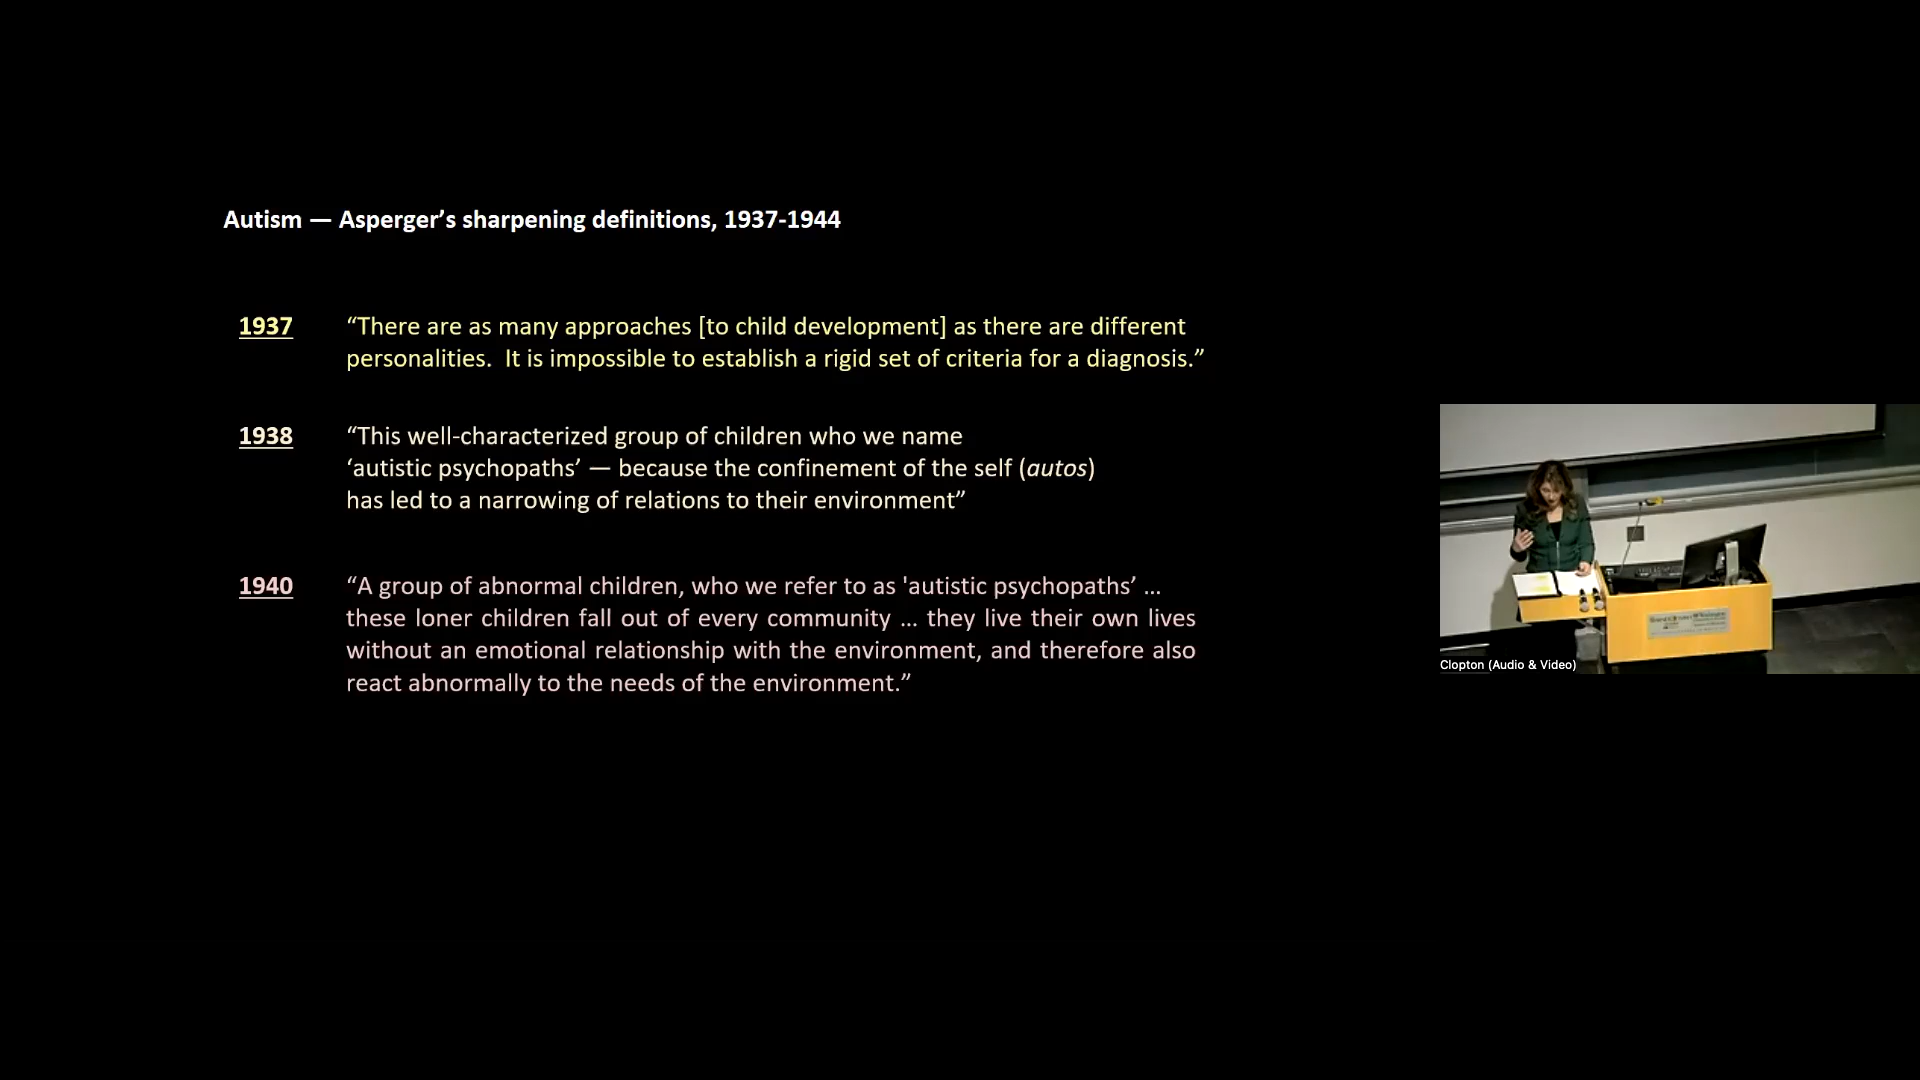 Autism — Asperger’s sharpening definitions, 1937-1944
1937
“There are as many approaches [to child development] as there are different
personalities.  It is impossible to establish a rigid set of criteria for a diagnosis.”
1938
“This well-characterized group of children who we name
‘autistic psychopaths’ — because the confinement of the self (autos)
has led to a narrowing of relations to their environment”
1940
“A group of abnormal children, who we refer to as 'autistic psychopaths’ ...
these loner children fall out of every community ... they live their own lives
without an emotional relationship with the environment, and therefore also
react abnormally to the needs of the environment.”
Clopton (Audio & Video)